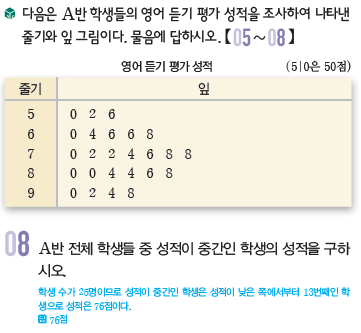 다음은 A반 학생들의 영어 듣기 평가 성적을 조사하여 나타낸
줄기와 잎 그림이다. 물음에 답하시오.【05~08】
영어 듣기 평가 성적 (5|0은 50점)
줄기 잎
5 0 2 6
6 0 4 6 6 8
7 0 2 2 4 6 8 8
8 0 0 4 4 6 8
9 0 2 4 8
08 A반 전체 학생들 중 성적이 중간인 학생의 성적을 구하
시오.
학생 수가 25명이므로 성적이 중간인 학생은 성적이 낮은 쪽에서부터 13번째인 학
생으로 성적은 76점이다.
답 76점